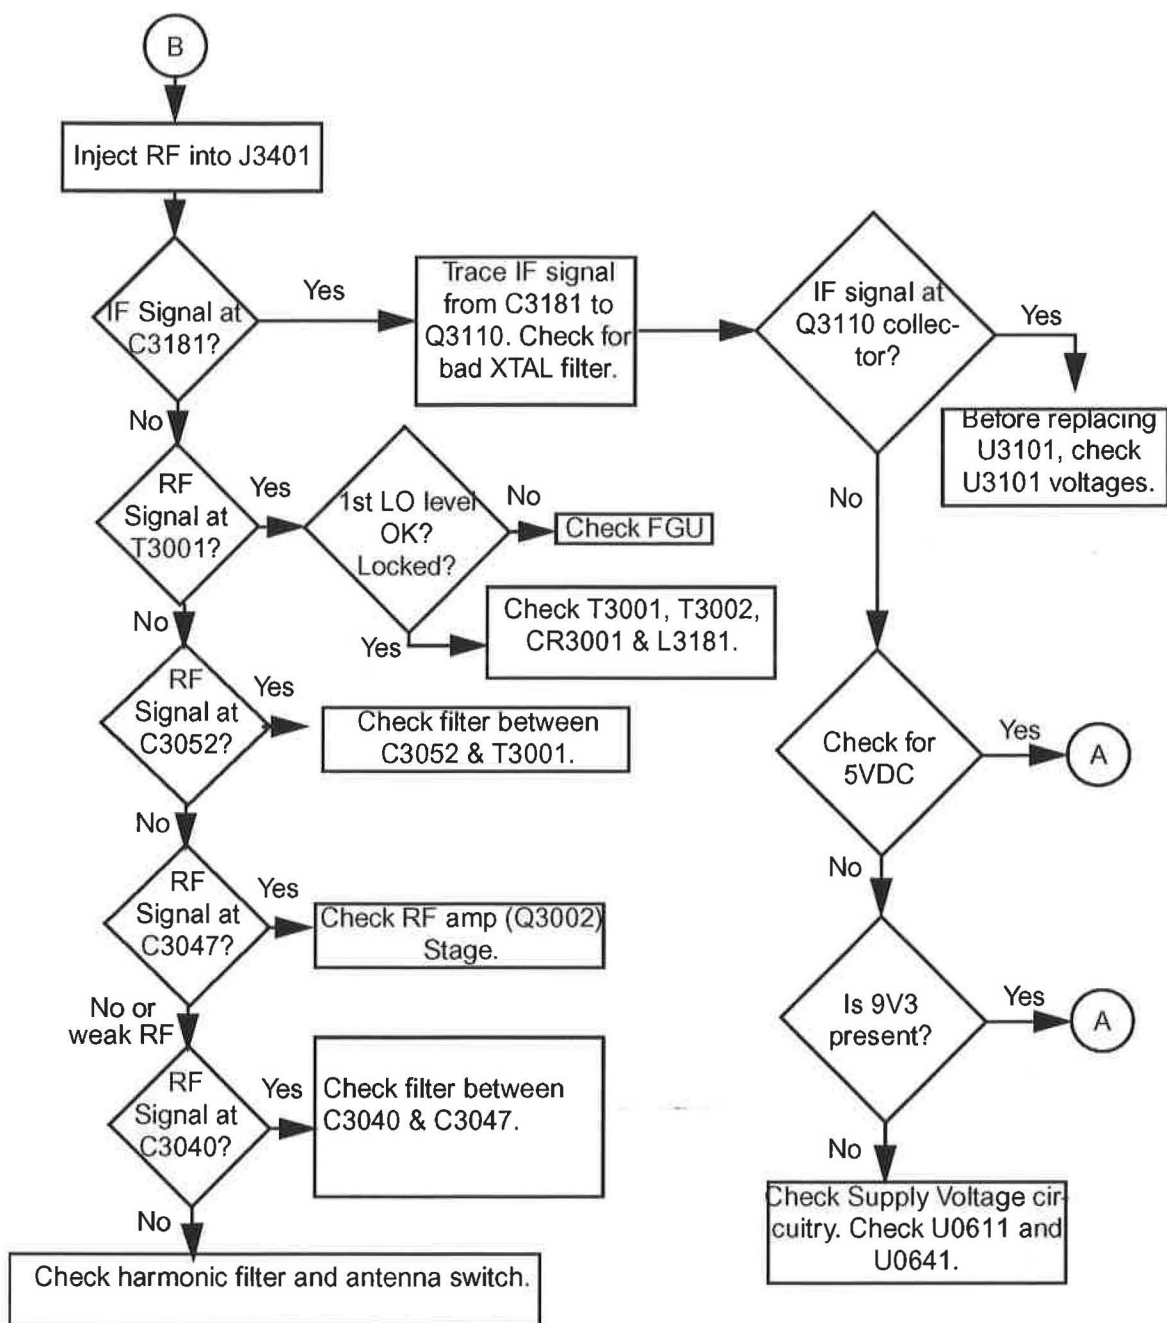 B
Inject RF into J3401
IF Signal at
C3181?
Yes
Trace IF signal
from C3181 to
Q3110. Check for
bad XTAL filter.
IF signal at
Q3110 collec-
tor?
Yes
Before replacing
U3101, check
U3101 voltages.
No
No
RF
Signal at
T3001?
Yes
1st LO level
OK?
Locked?
No
Check FGU
Yes
Check T3001, T3002,
CR3001 & L3181.
No
RF
Signal at
C3052?
Yes
Check filter between
C3052 & T3001.
Check for
5VDC
Yes
A
No
No
RF
Signal at
C3047?
Yes
Check RF amp (Q3002)
Stage.
Is 9V3
present?
Yes
A
No or
weak RF
RF
Signal at
C3040?
Yes
Check filter between
C3040 & C3047.
No
Check Supply Voltage cir-
cuitry. Check U0611 and
U0641.
No
Check harmonic filter and antenna switch.